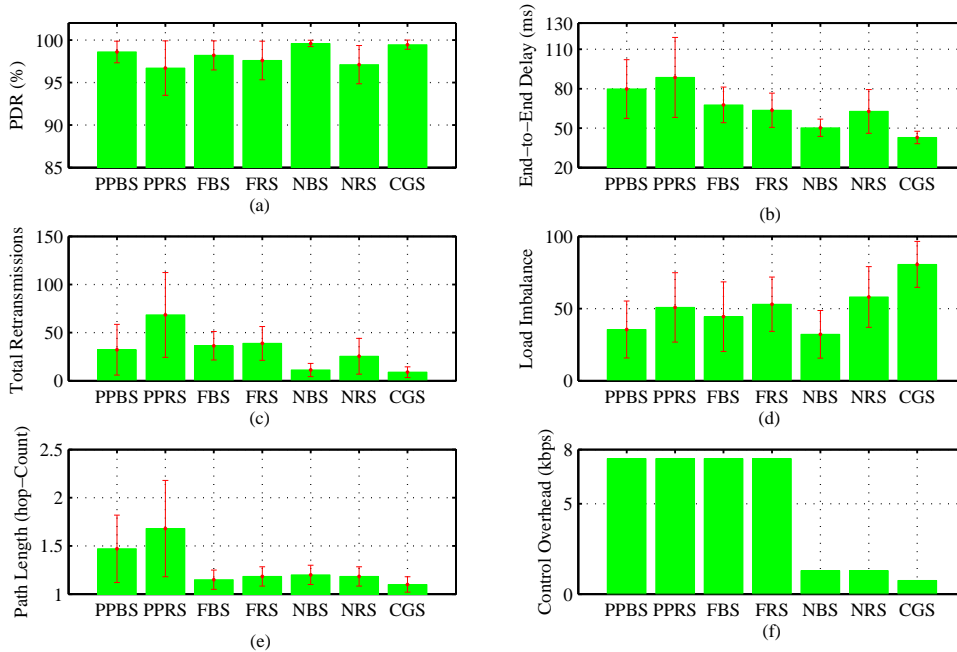 PDR (%)
100
95
90
85
PPBS PPRS FBS FRS NBS NRS CGS
(a)
End-to-End Delay (ms)
130
110
80
50
20
PPBS PPRS FBS FRS NBS NRS CGS
(b)
Total Retransmissions
150
100
50
0
PPBS PPRS FBS FRS NBS NRS CGS
(c)
Load Imbalance
100
50
0
PPBS PPRS FBS FRS NBS NRS CGS
(d)
Path Length (hop-Count)
2.5
2
1.5
1
PPBS PPRS FBS FRS NBS NRS CGS
(e)
Control Overhead (kbps)
8
5
0
PPBS PPRS FBS FRS NBS NRS CGS
(f)